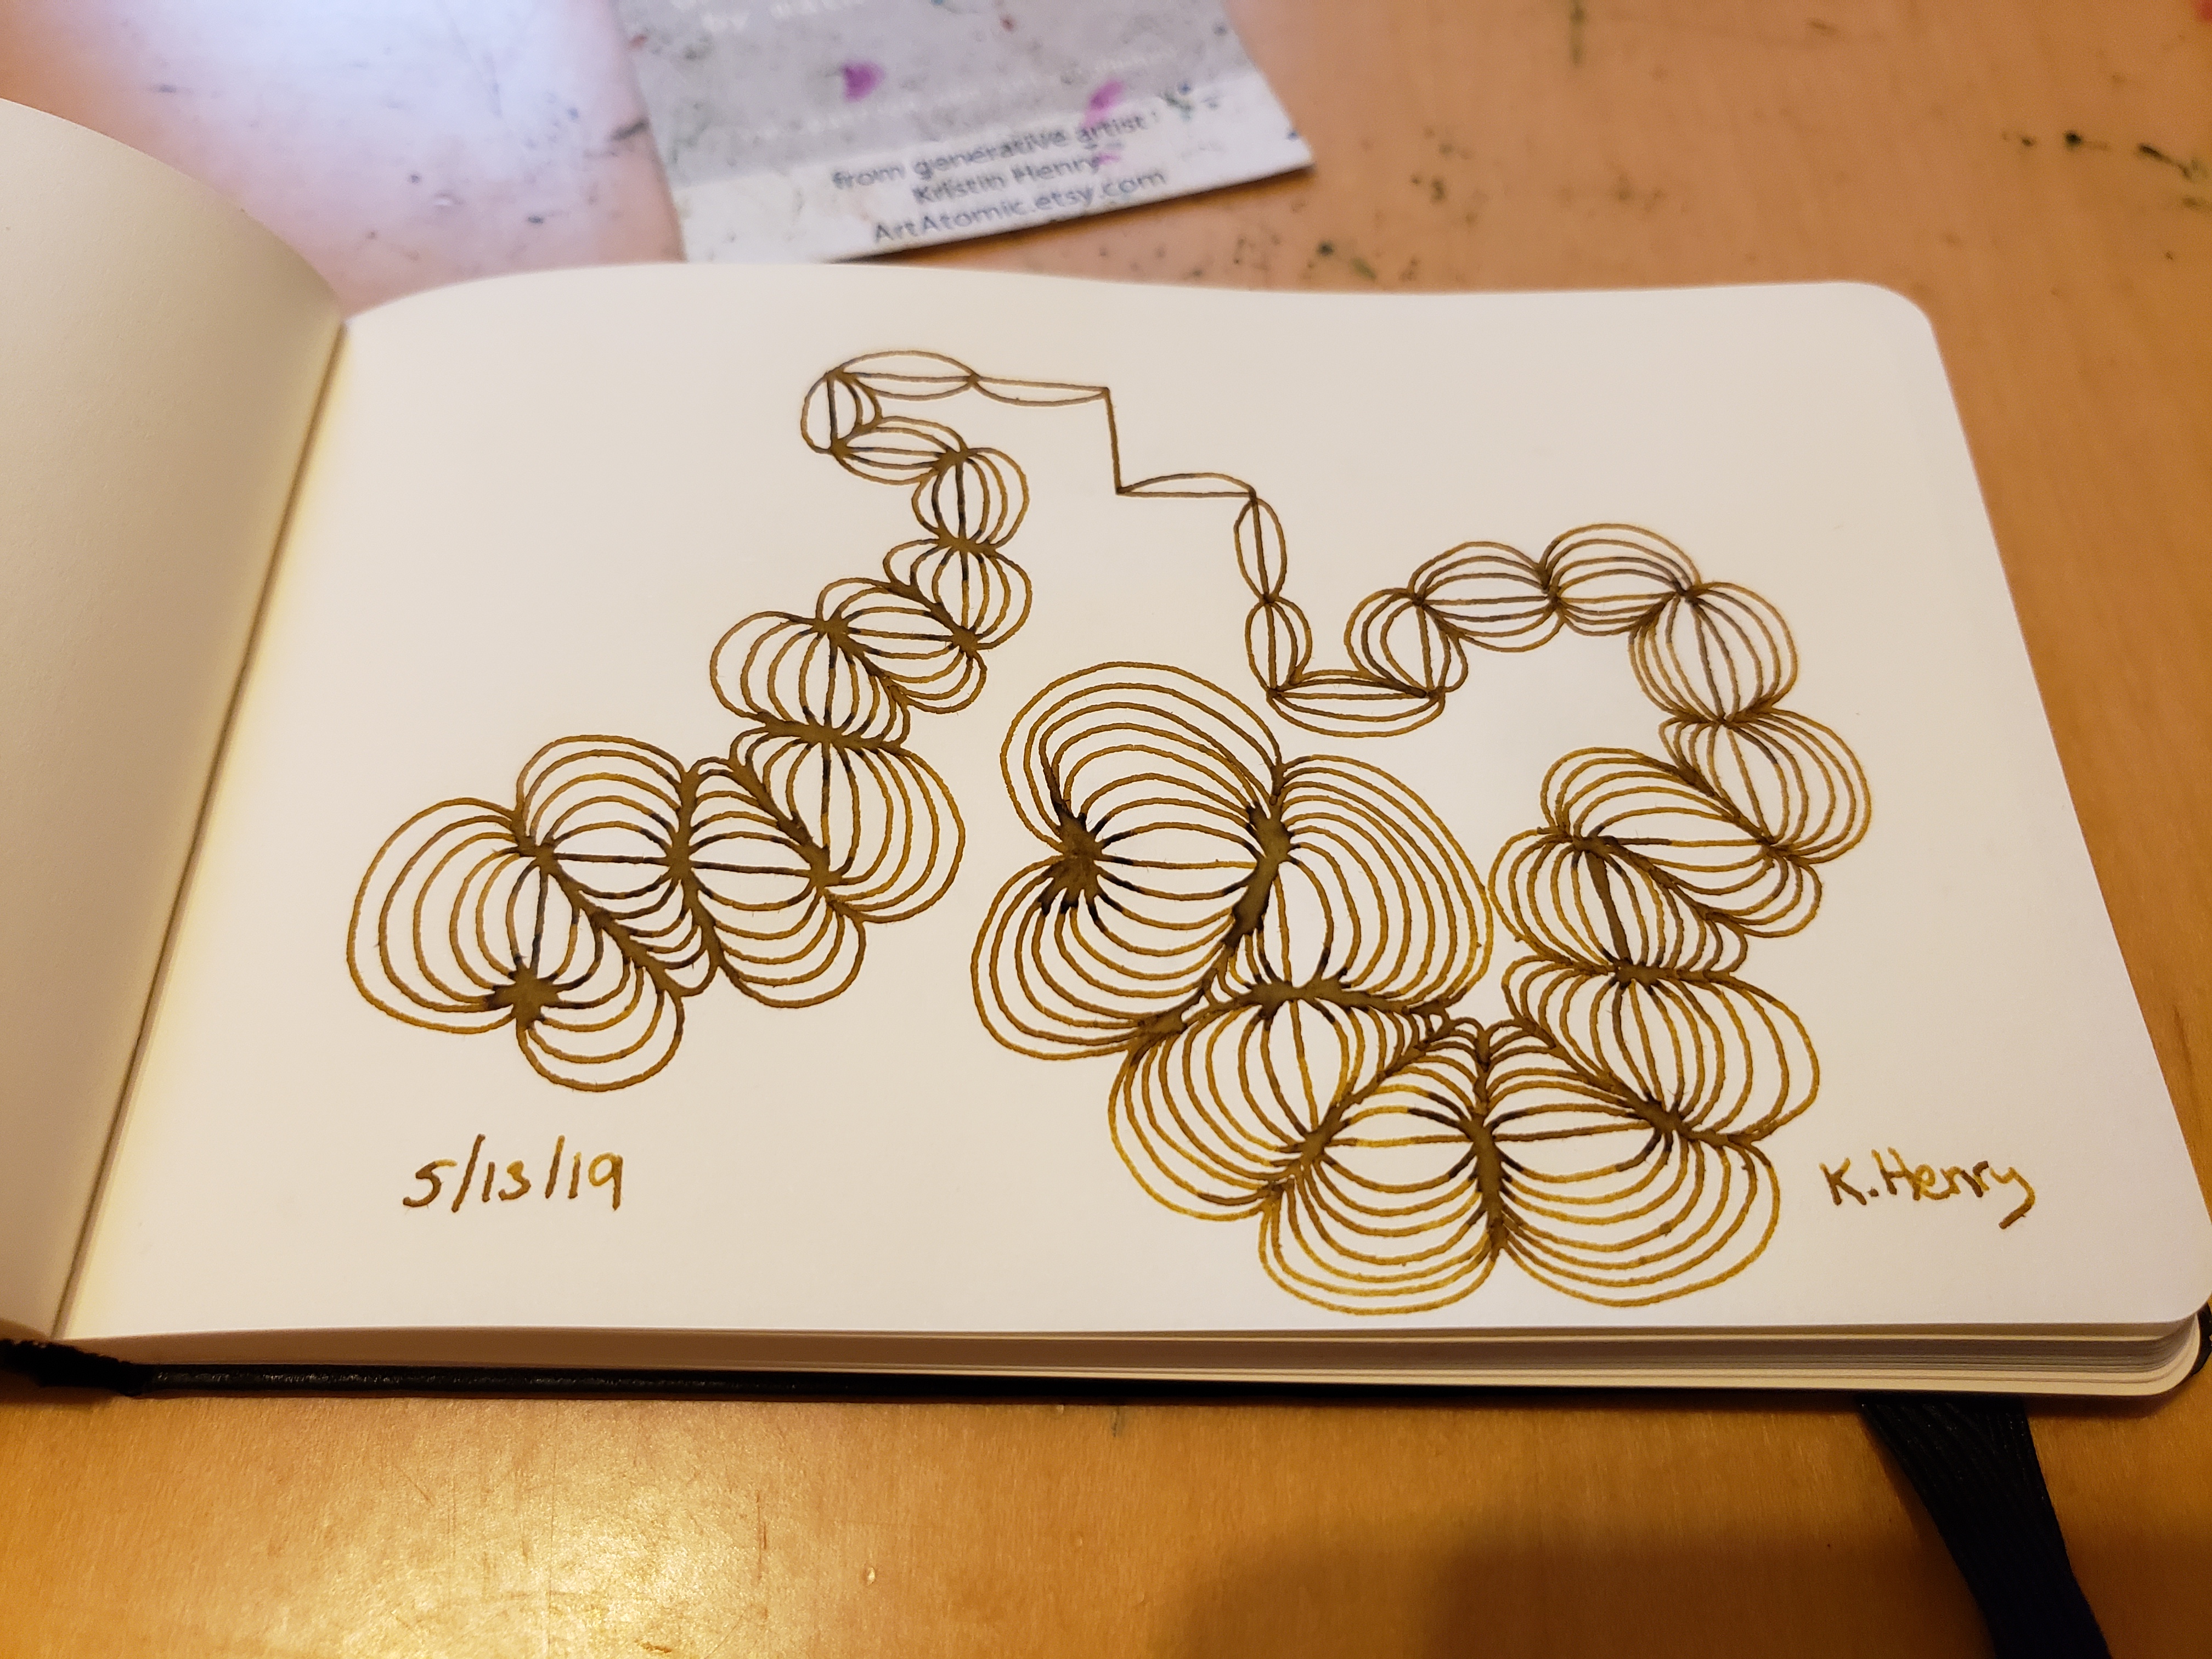 from generative artist
Kristin Henry
ArtAtomic.etsy.com
5/13/19
K. Henry